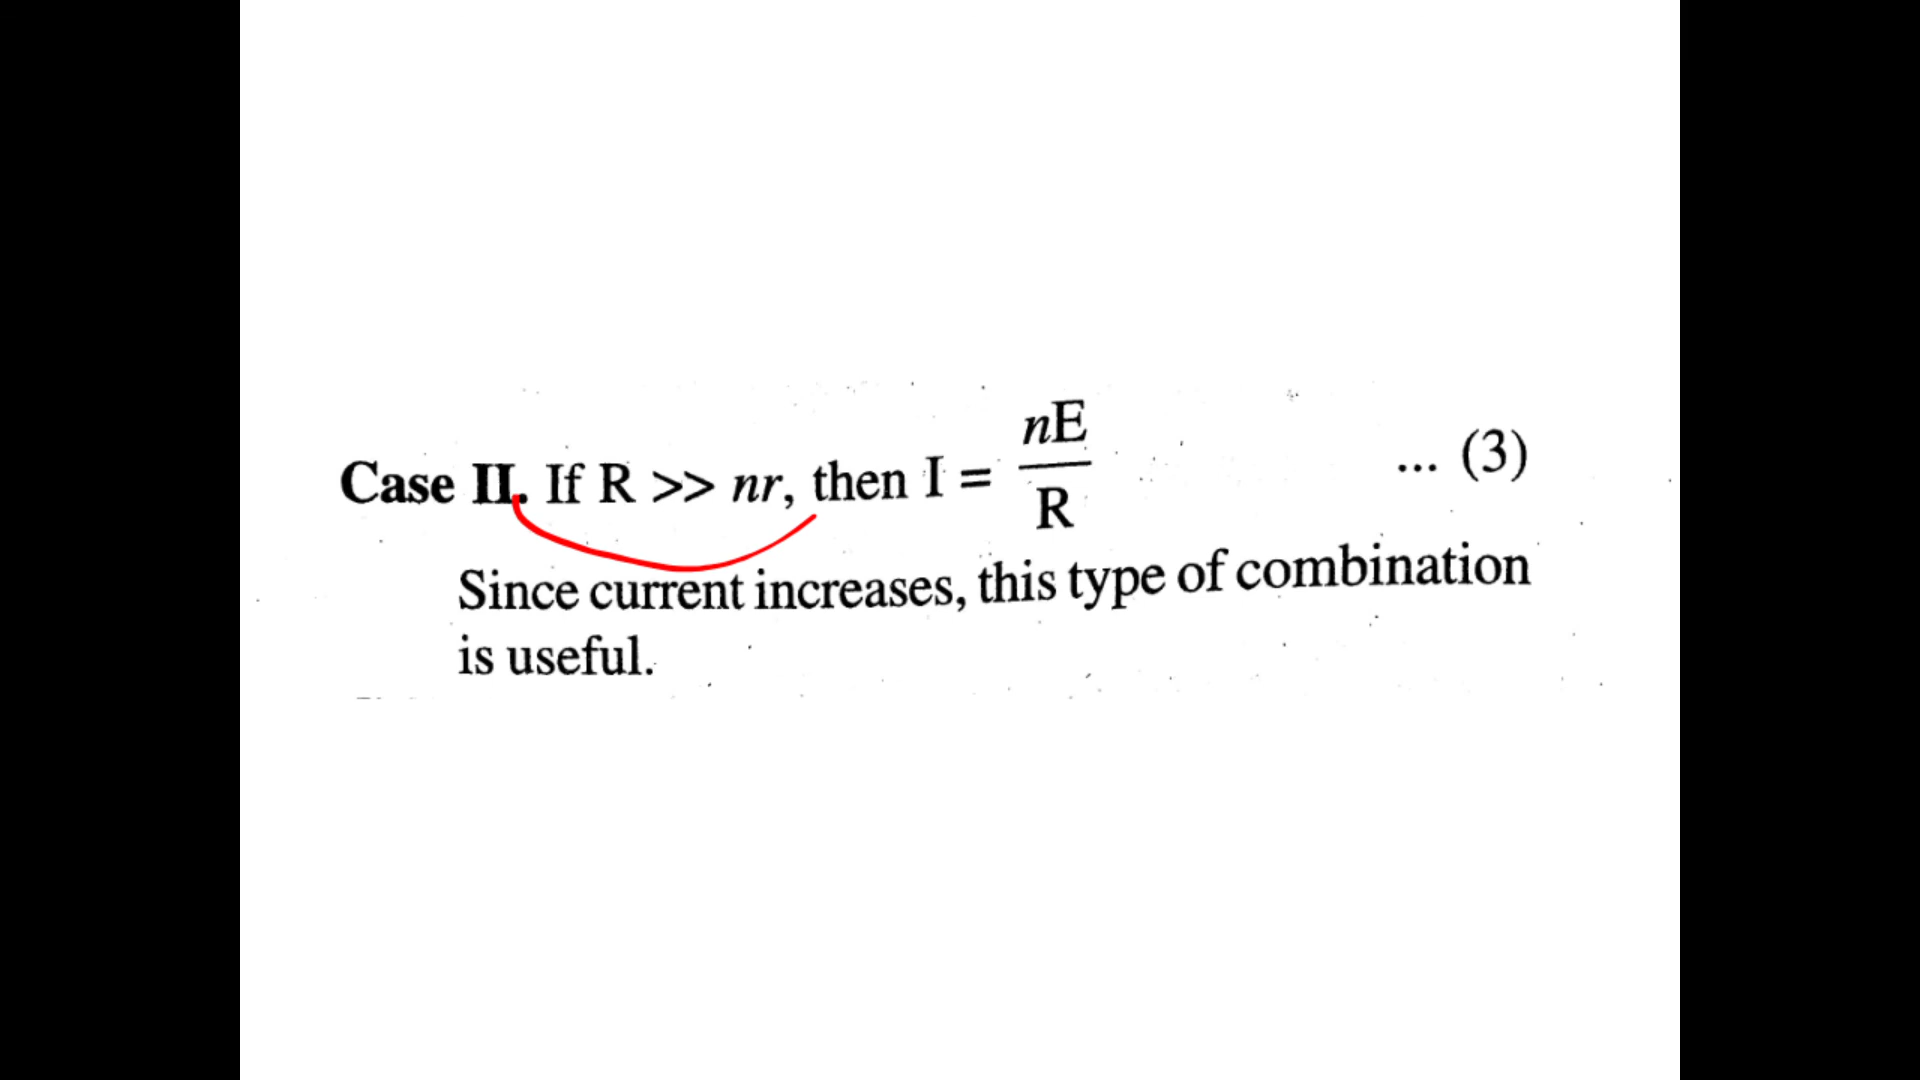 Case II. If R >> nr, then I = nE/R ... (3)
Since current increases, this type of combination
is useful.